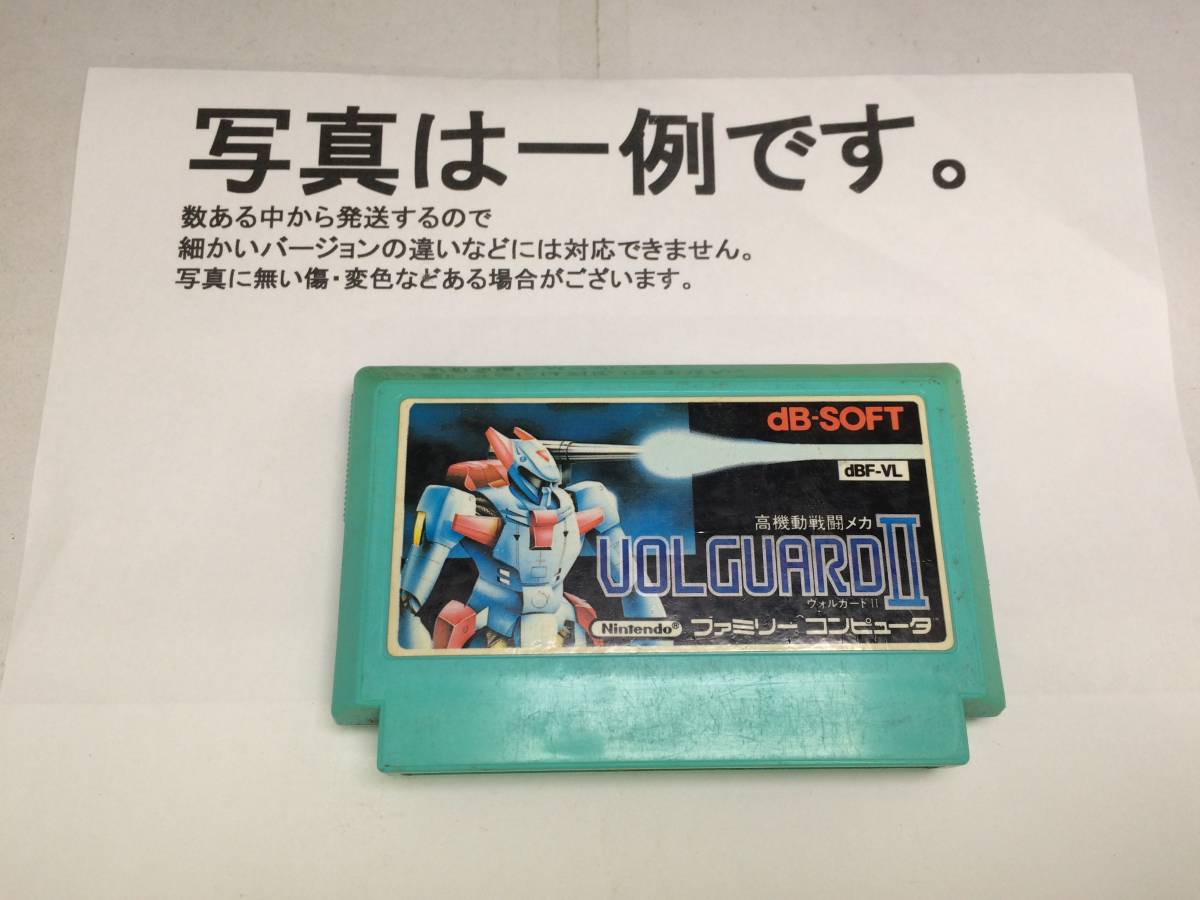 写真は一例です。
数ある中から発送するので
細かいバージョンの違いなどには対応できません。
写真に無い傷・変色などある場合がございます。
dB-SOFT
dBF-VL
高機動戦闘メカ
VOLGUARD II
ヴォルガードII
Nintendo® ファミリーコンピュータ